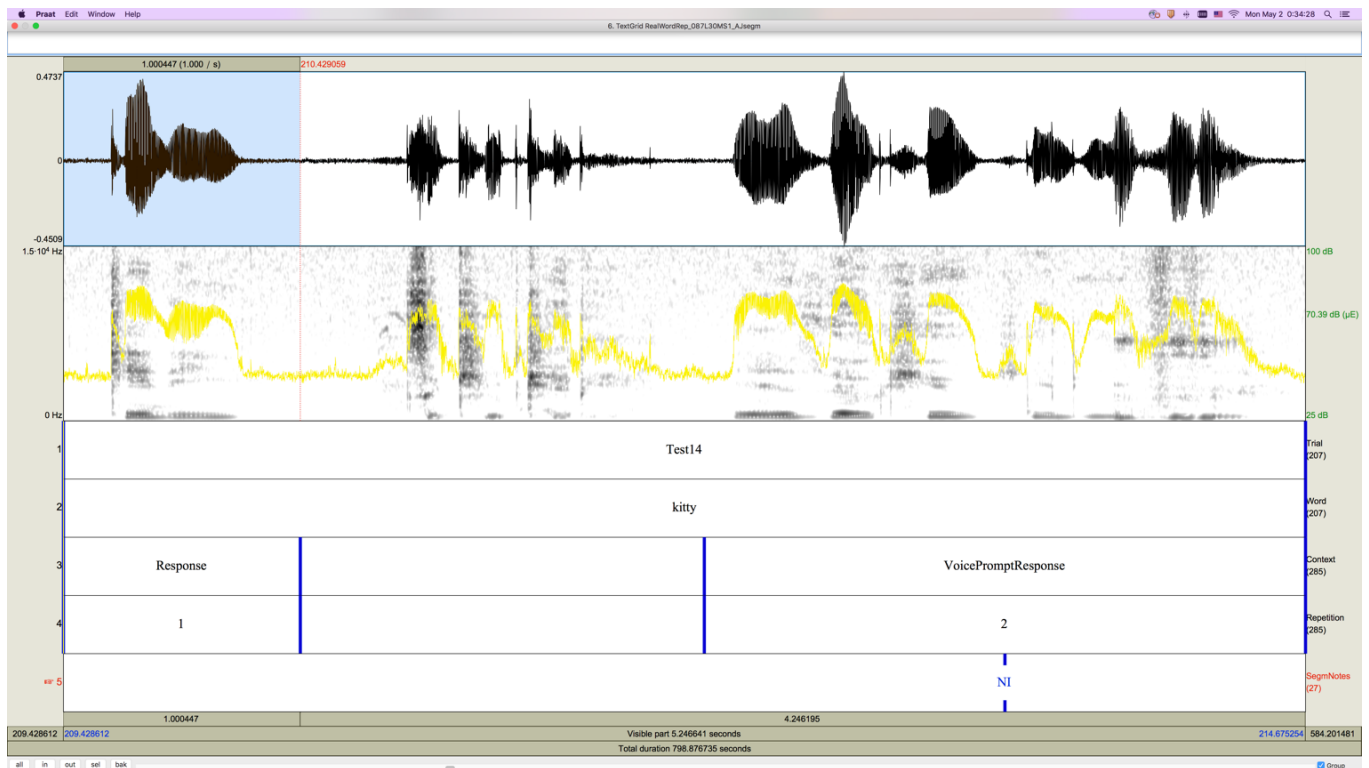 Praat Edit Window Help
Mon May 2 0:34:28
6. TextGrid RealWordRep_087L30MS1_AJsegm
1.000447 (1.000 / s)
210.429059
0.4737
0
-0.4509
1.5·10⁴ Hz
100 dB
70.39 dB (µE)
0 Hz
25 dB
1
Test14
Trial
(207)
2
kitty
Word
(207)
3
Response
VoicePromptResponse
Context
(285)
4
1
2
Repetition
(285)
5
NI
SegmNotes
(27)
1.000447
4.246195
209.428612
209.428612
Visible part 5.246641 seconds
214.675254
584.201481
Total duration 798.876735 seconds
all in out sel bak
Group